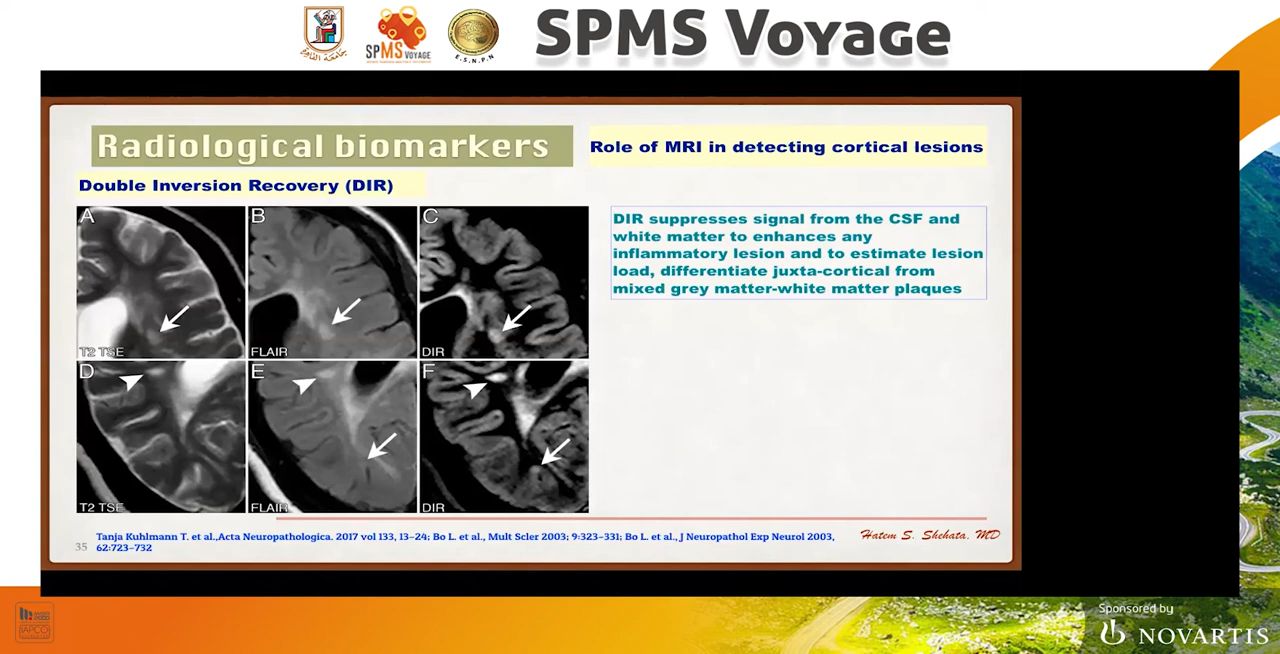 جامعة القاهرة
SPMS VOYAGE
E.S.N.P.N
SPMS Voyage
Radiological biomarkers
Role of MRI in detecting cortical lesions
Double Inversion Recovery (DIR)
A
B
C
T2 TSE
FLAIR
DIR
D
E
F
T2 TSE
FLAIR
DIR
DIR suppresses signal from the CSF and
white matter to enhances any
inflammatory lesion and to estimate lesion
load, differentiate juxta-cortical from
mixed grey matter-white matter plaques
35
Tanja Kuhlmann T. et al.,Acta Neuropathologica. 2017 vol 133, 13–24; Bo L. et al., Mult Scler 2003; 9:323–331; Bo L. et al., J Neuropathol Exp Neurol 2003,
62:723–732
Hatem S. Shehata, MD
IAPCO
Sponsored by
NOVARTIS